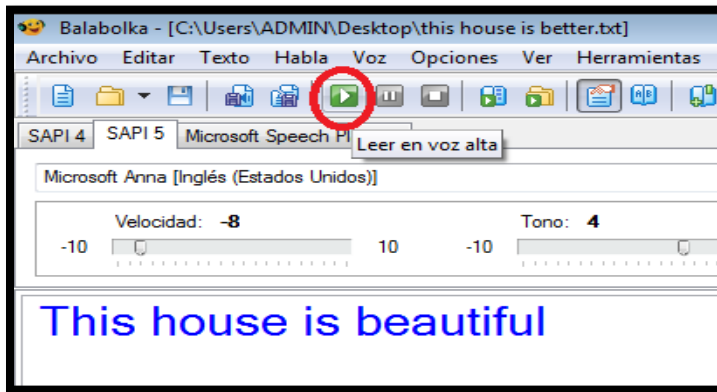 Balabolka - [C:\Users\ADMIN\Desktop\this house is better.txt]
Archivo Editar Texto Habla Voz Opciones Ver Herramientas
SAPI 4 SAPI 5 Microsoft Speech
Leer en voz alta
Microsoft Anna [Inglés (Estados Unidos)]
Velocidad: -8 Tono: 4
-10 10 -10
This house is beautiful